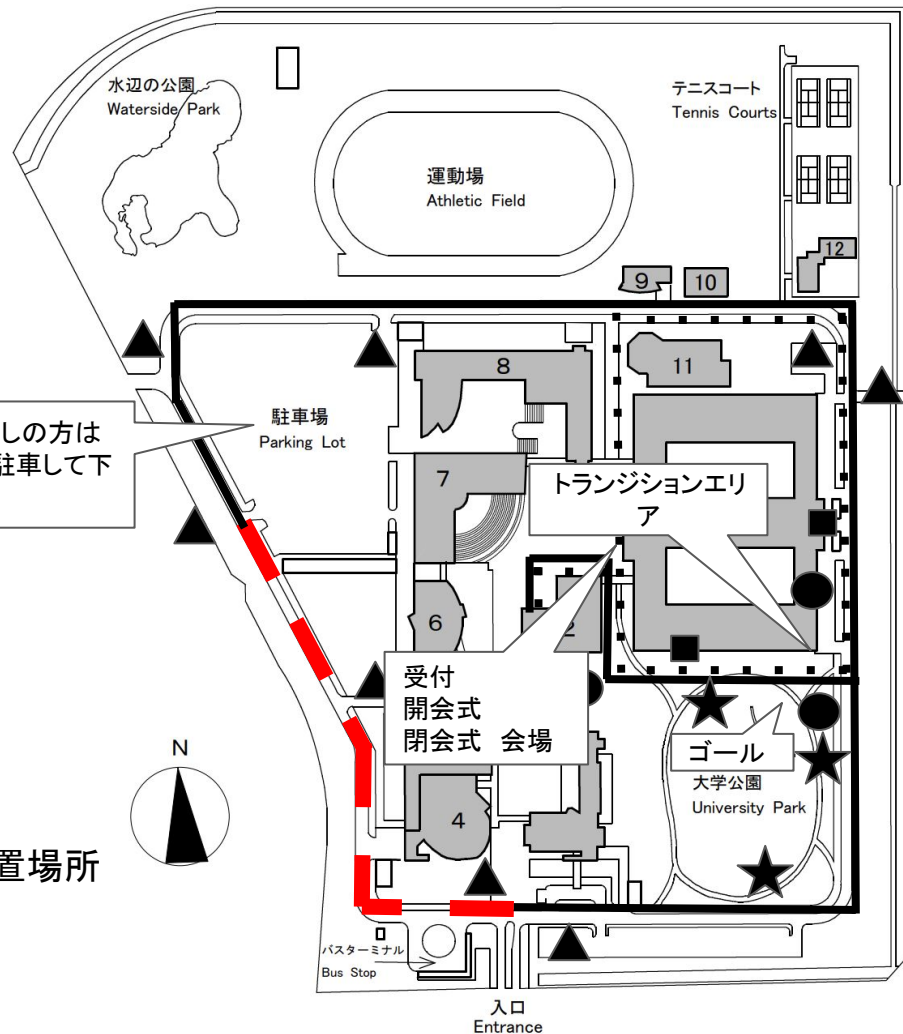 水辺の公園
Waterside Park
テニスコート
Tennis Courts
運動場
Athletic Field
12
9
10
8
11
しの方は
駐車して下
駐車場
Parking Lot
7
トランジションエリ
ア
6
2
受付
開会式
閉会式 会場
ゴール
大学公園
University Park
N
4
置場所
バスターミナル
Bus Stop
入口
Entrance